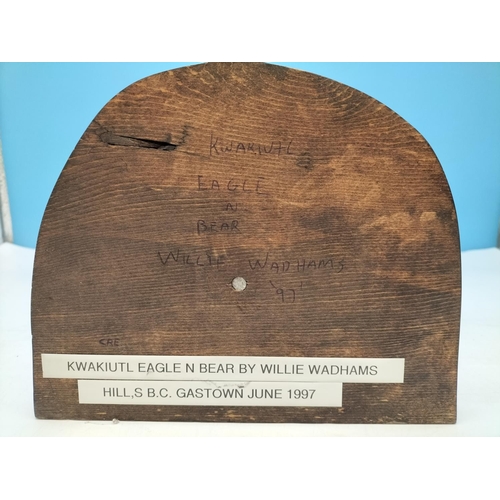 KWAKWIL
EAGLE
N
BEAR
WILLIE WADHAMS
'97'
KWAKIUTL EAGLE N BEAR BY WILLIE WADHAMS
HILL,S B.C. GASTOWN JUNE 1997